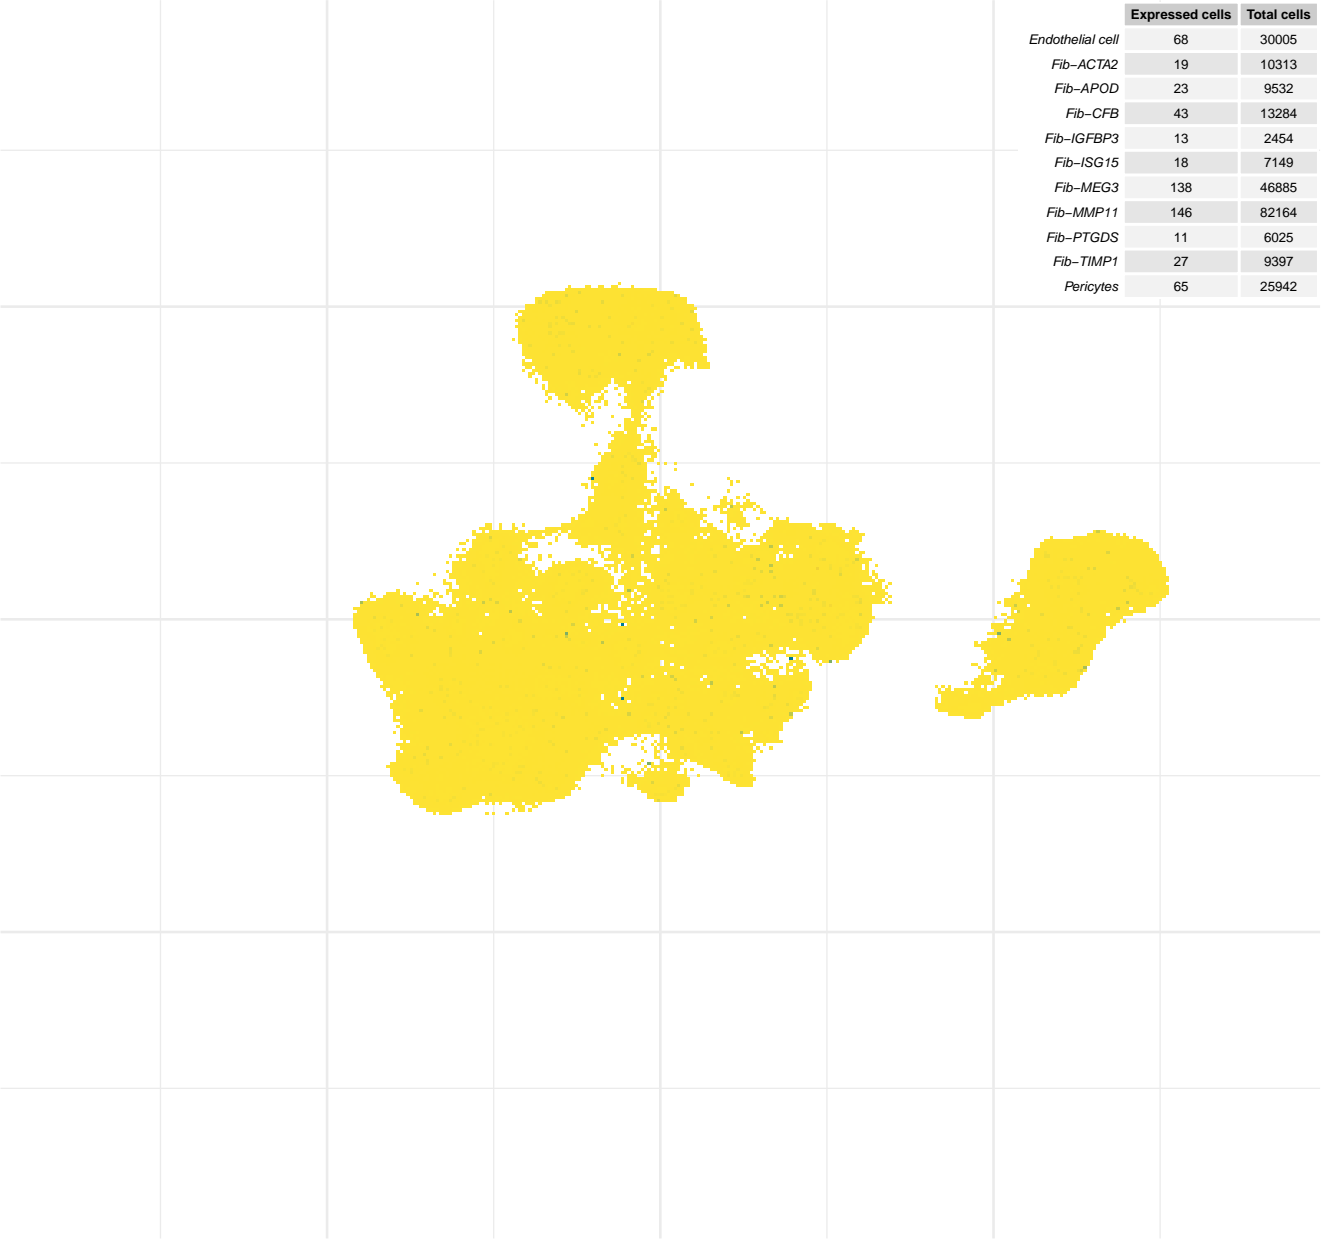 Expressed cells Total cells
Endothelial cell 68 30005
Fib−ACTA2 19 10313
Fib−APOD 23 9532
Fib−CFB 43 13284
Fib−IGFBP3 13 2454
Fib−ISG15 18 7149
Fib−MEG3 138 46885
Fib−MMP11 146 82164
Fib−PTGDS 11 6025
Fib−TIMP1 27 9397
Pericytes 65 25942